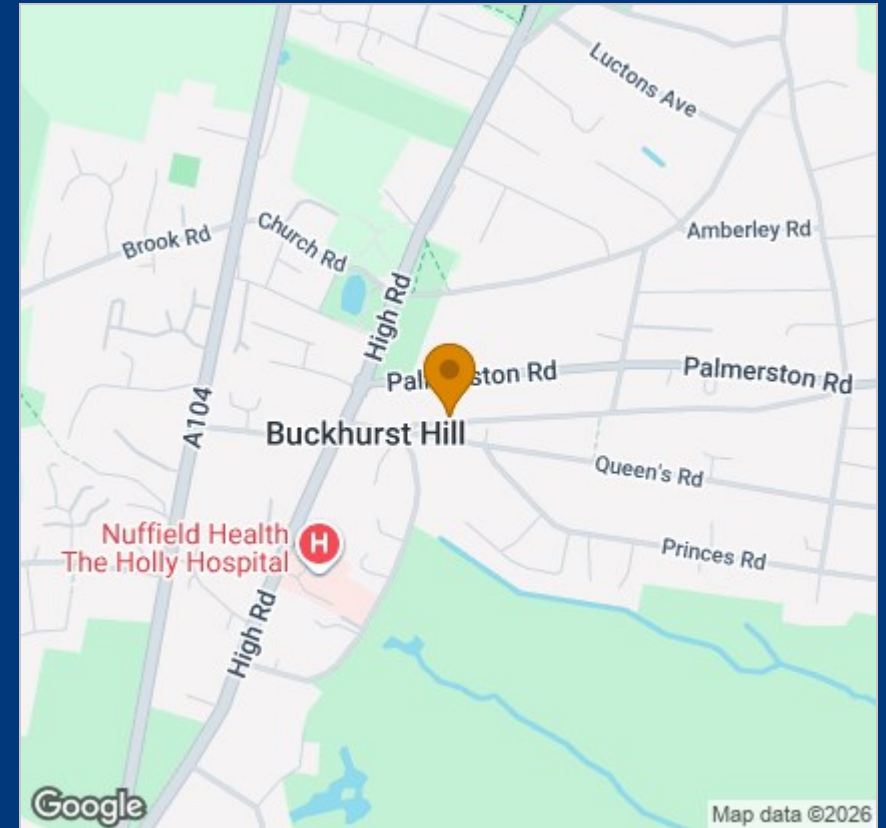 Luctons Ave
Brook Rd
Church Rd
Amberley Rd
High Rd
Palmerston Rd
Palmerston Rd
A104
Buckhurst Hill
Queen's Rd
Nuffield Health
The Holly Hospital
H
Princes Rd
High Rd
Google
Map data ©2026